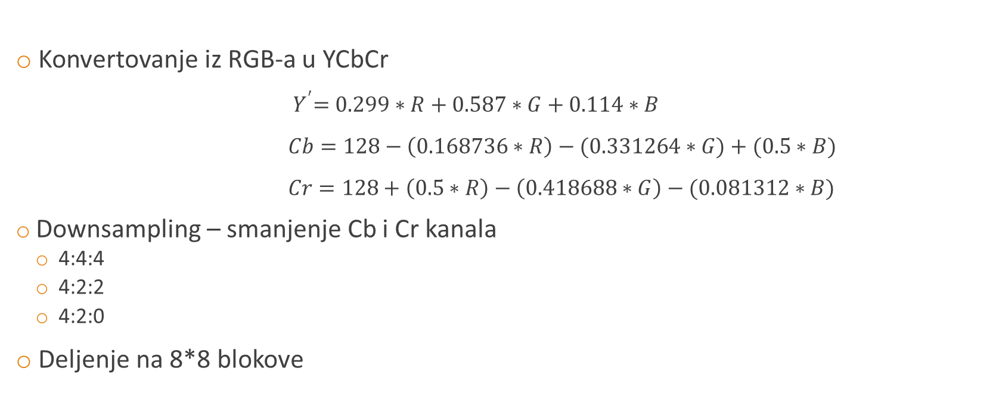 Konvertovanje iz RGB-a u YCbCr
Y′= 0.299 ∗ R + 0.587 ∗ G + 0.114 ∗ B
Cb = 128 − (0.168736 ∗ R) − (0.331264 ∗ G) + (0.5 ∗ B)
Cr = 128 + (0.5 ∗ R) − (0.418688 ∗ G) − (0.081312 ∗ B)
Downsampling – smanjenje Cb i Cr kanala
4:4:4
4:2:2
4:2:0
Deljenje na 8*8 blokove